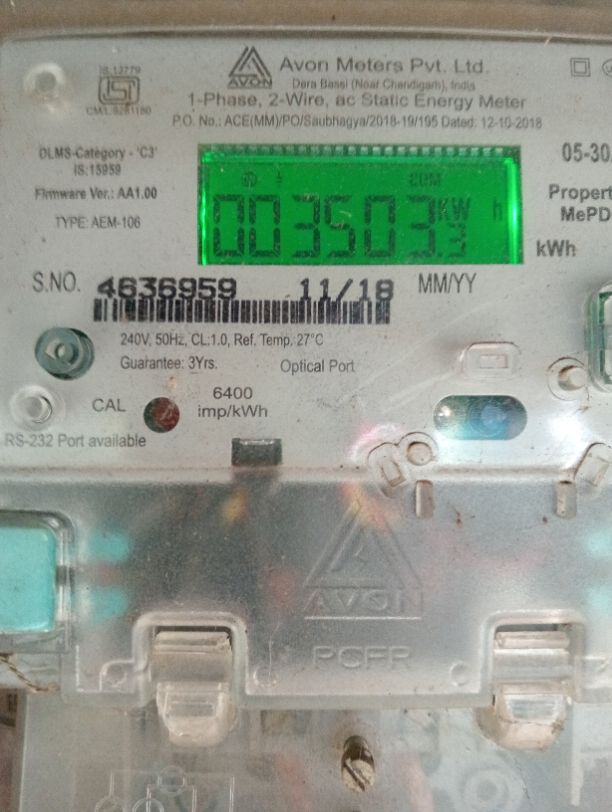 IS:13779
ISI
CM/L-9281180
AVON
Avon Meters Pvt. Ltd.
Dera Bassi (Near Chandigarh), India
1-Phase, 2-Wire, ac Static Energy Meter
P.O. No.: ACE(MM)/PO/Saubhagya/2018-19/195 Dated: 12-10-2018
DLMS-Category - 'C3'
IS:15959
Firmware Ver.: AA1.00
TYPE: AEM-106
CUM
003503.3 KW h
05-30
Propert
MePD
kWh
S.NO. 4636959 11/18 MM/YY
240V, 50Hz, CL:1.0, Ref. Temp. 27°C
Guarantee: 3Yrs.
Optical Port
CAL
6400
imp/kWh
RS-232 Port available
AVON
PCFR